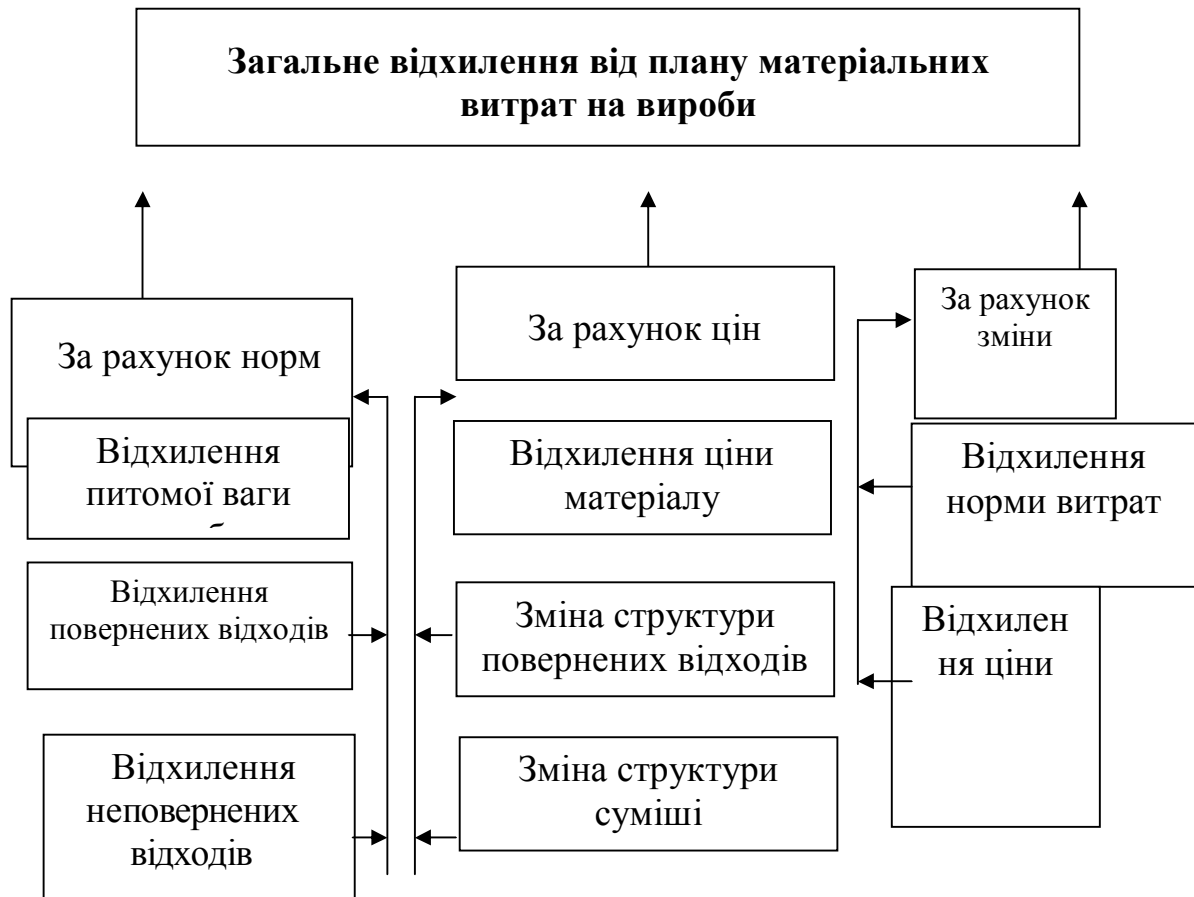 Загальне відхилення від плану матеріальних
витрат на вироби
За рахунок норм
За рахунок цін
За рахунок
зміни
Відхилення
питомої ваги
Відхилення ціни
матеріалу
Відхилення
норми витрат
Відхилення
повернених відходів
Зміна структури
повернених відходів
Відхилен
ня ціни
Відхилення
неповернених
відходів
Зміна структури
суміші